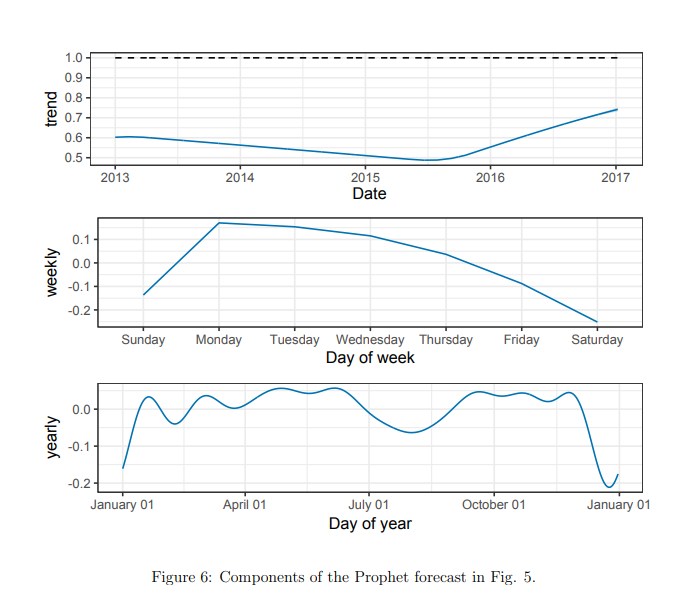 trend
1.0
0.9
0.8
0.7
0.6
0.5
2013 2014 2015 2016 2017
Date
weekly
0.1
0.0
-0.1
-0.2
Sunday Monday Tuesday Wednesday Thursday Friday Saturday
Day of week
yearly
0.0
-0.1
-0.2
January 01 April 01 July 01 October 01 January 01
Day of year
Figure 6: Components of the Prophet forecast in Fig. 5.